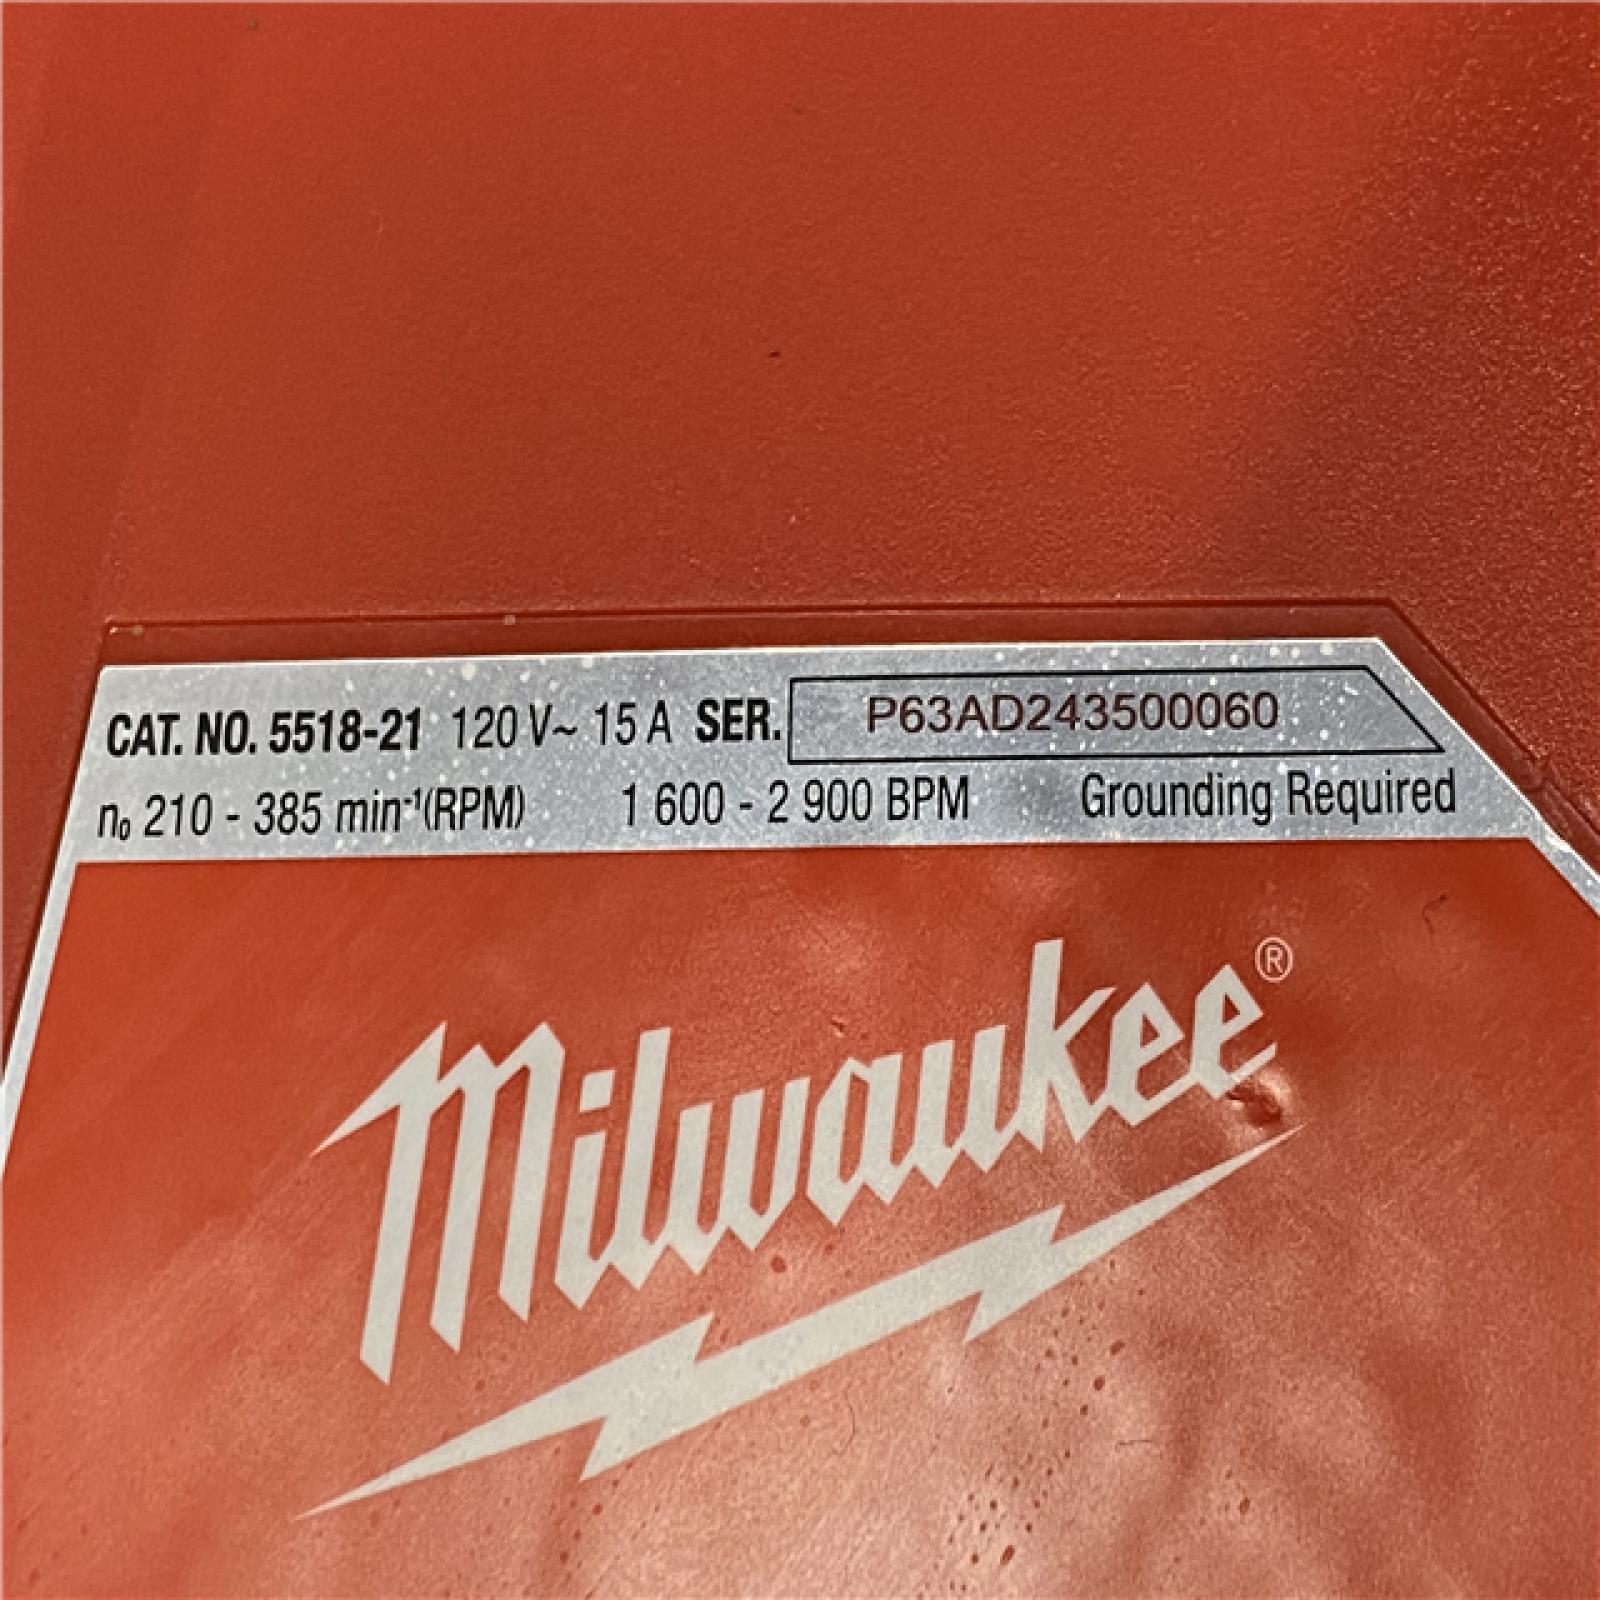 CAT. NO. 5518-21 120 V~ 15 A SER. P63AD243500060
n₀ 210 - 385 min⁻¹(RPM) 1 600 - 2 900 BPM Grounding Required
Milwaukee®